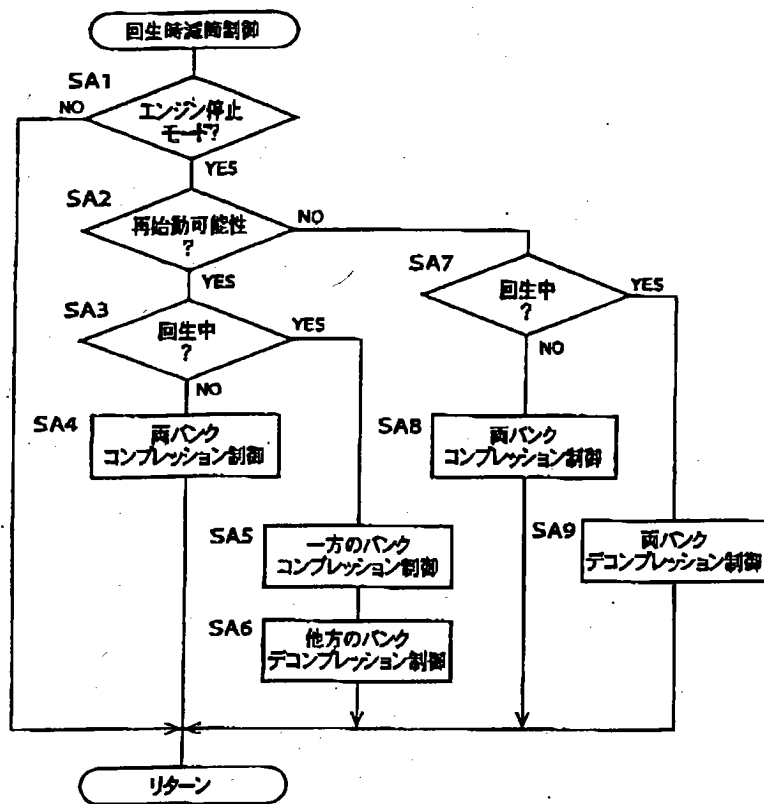 回生時減筒制御
SA1
NO
エンジン停止
モード?
YES
SA2
再始動可能性
?
NO
YES
SA3
回生中
?
YES
NO
SA7
回生中
?
YES
NO
SA4
両バンク
コンプレッション制御
SA8
両バンク
コンプレッション制御
SA5
一方のバンク
コンプレッション制御
SA9
両バンク
デコンプレッション制御
SA6
他方のバンク
デコンプレッション制御
リターン